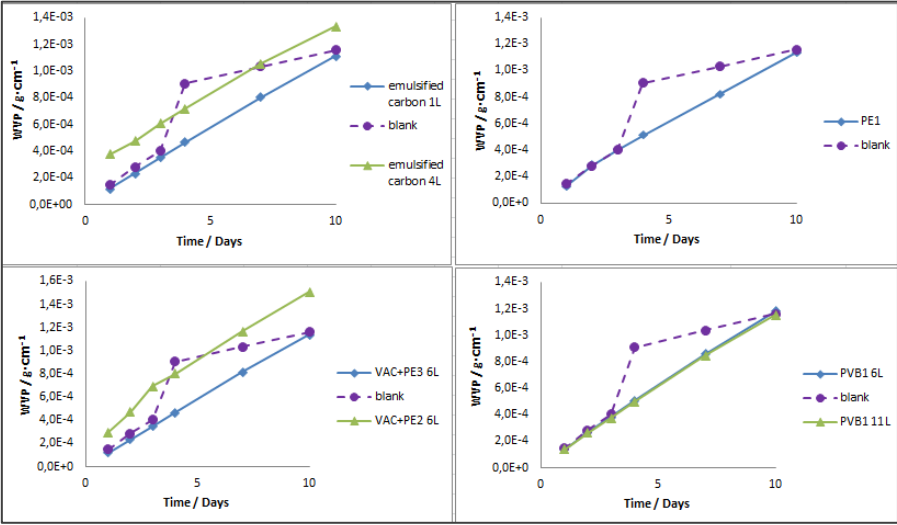 1,4E-03
1,2E-03
1,0E-03
8,0E-04
6,0E-04
4,0E-04
2,0E-04
0,0E+00
WVP / g·cm⁻¹
0
5
10
Time / Days
emulsified
carbon 1L
blank
emulsified
carbon 4L
1,4E-3
1,2E-3
1,0E-3
8,0E-4
6,0E-4
4,0E-4
2,0E-4
0,0E+0
WVP / g·cm⁻¹
0
5
10
Time / Days
PE1
blank
1,6E-3
1,4E-3
1,2E-3
1,0E-3
8,0E-4
6,0E-4
4,0E-4
2,0E-4
0,0E+0
WVP / g·cm⁻¹
0
5
10
Time / Days
VAC+PE3 6L
blank
VAC+PE2 6L
1,4E-3
1,2E-3
1,0E-3
8,0E-4
6,0E-4
4,0E-4
2,0E-4
0,0E+0
WVP / g·cm⁻¹
0
5
10
Time / Days
PVB1 6L
blank
PVB1 11L